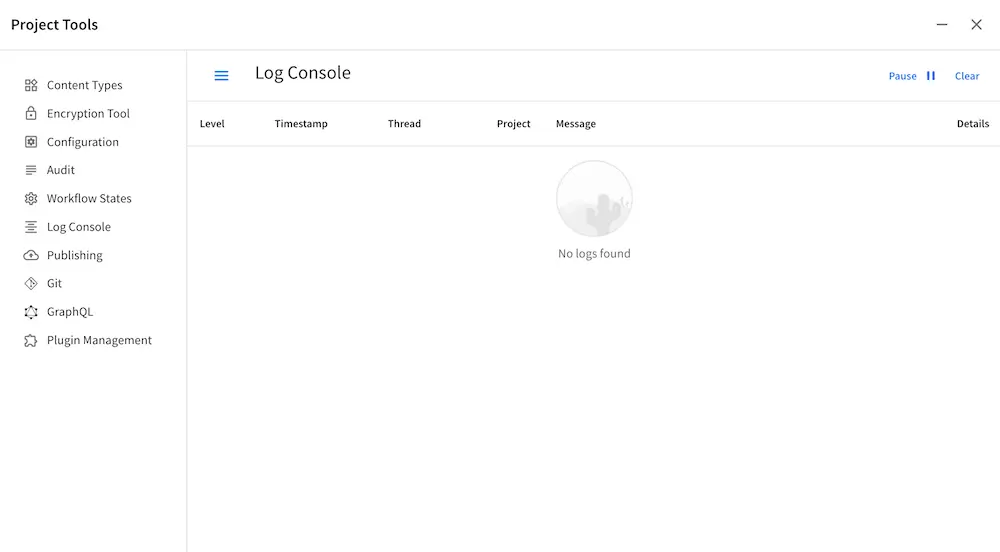 Project Tools
Content Types
Encryption Tool
Configuration
Audit
Workflow States
Log Console
Publishing
Git
GraphQL
Plugin Management
Log Console
Pause
Clear
Level Timestamp Thread Project Message Details
No logs found